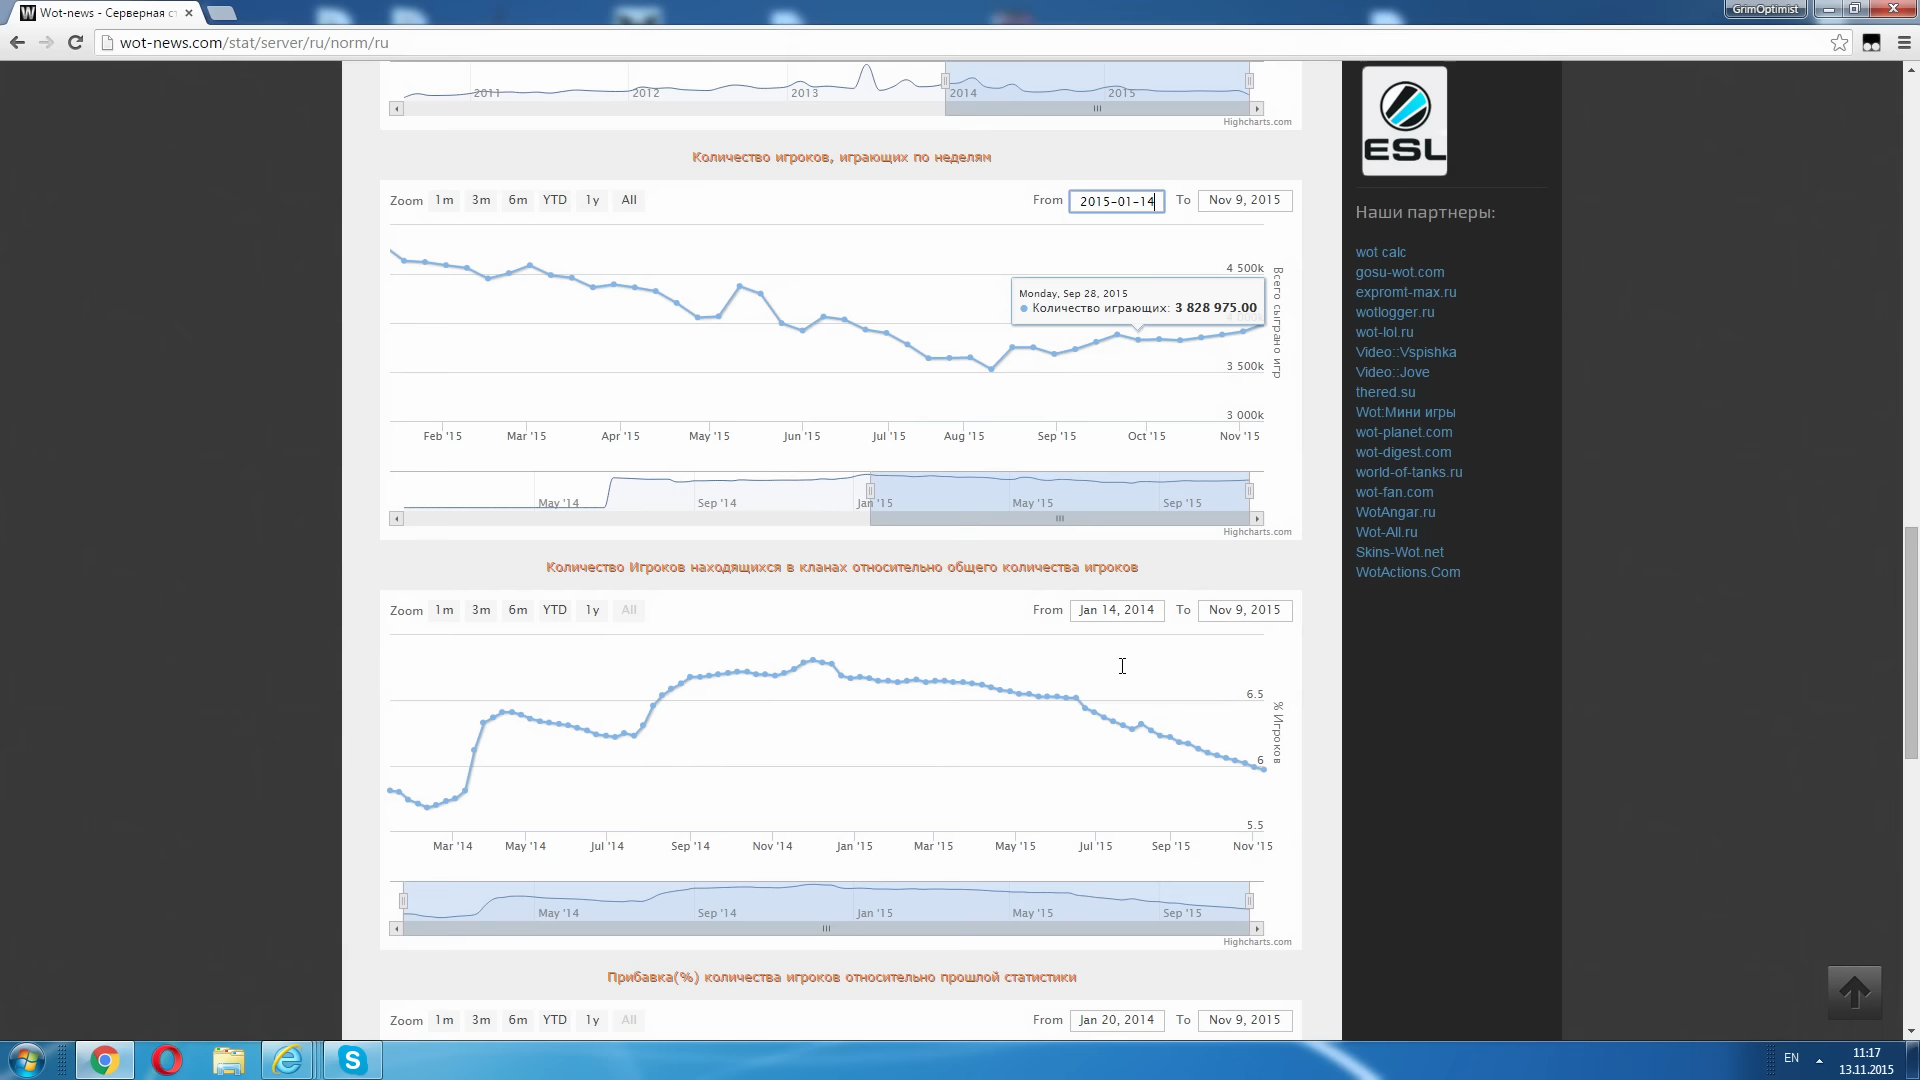 Wot-news - Серверная ст
GrimOptimist
wot-news.com/stat/server/ru/norm/ru
2011 2012 2013 2014 2015
Highcharts.com
Количество игроков, играющих по неделям
Zoom 1m 3m 6m YTD 1y All From 2015-01-14 To Nov 9, 2015
4 500k
Monday, Sep 28, 2015
Количество играющих: 3 828 975.00
3 500k
3 000k
Всего сыграно игр
Feb '15 Mar '15 Apr '15 May '15 Jun '15 Jul '15 Aug '15 Sep '15 Oct '15 Nov '15
May '14 Sep '14 Jan '15 May '15 Sep '15
Highcharts.com
Количество Игроков находящихся в кланах относительно общего количества игроков
Zoom 1m 3m 6m YTD 1y All From Jan 14, 2014 To Nov 9, 2015
6.5
6
5.5
% Игроков
Mar '14 May '14 Jul '14 Sep '14 Nov '14 Jan '15 Mar '15 May '15 Jul '15 Sep '15 Nov '15
May '14 Sep '14 Jan '15 May '15 Sep '15
Highcharts.com
Прибавка(%) количества игроков относительно прошлой статистики
Zoom 1m 3m 6m YTD 1y All From Jan 20, 2014 To Nov 9, 2015
ESL
Наши партнеры:
wot calc
gosu-wot.com
expromt-max.ru
wotlogger.ru
wot-lol.ru
Video::Vspishka
Video::Jove
thered.su
Wot:Мини игры
wot-planet.com
wot-digest.com
world-of-tanks.ru
wot-fan.com
WotAngar.ru
Wot-All.ru
Skins-Wot.net
WotActions.Com
EN
11:17
13.11.2015